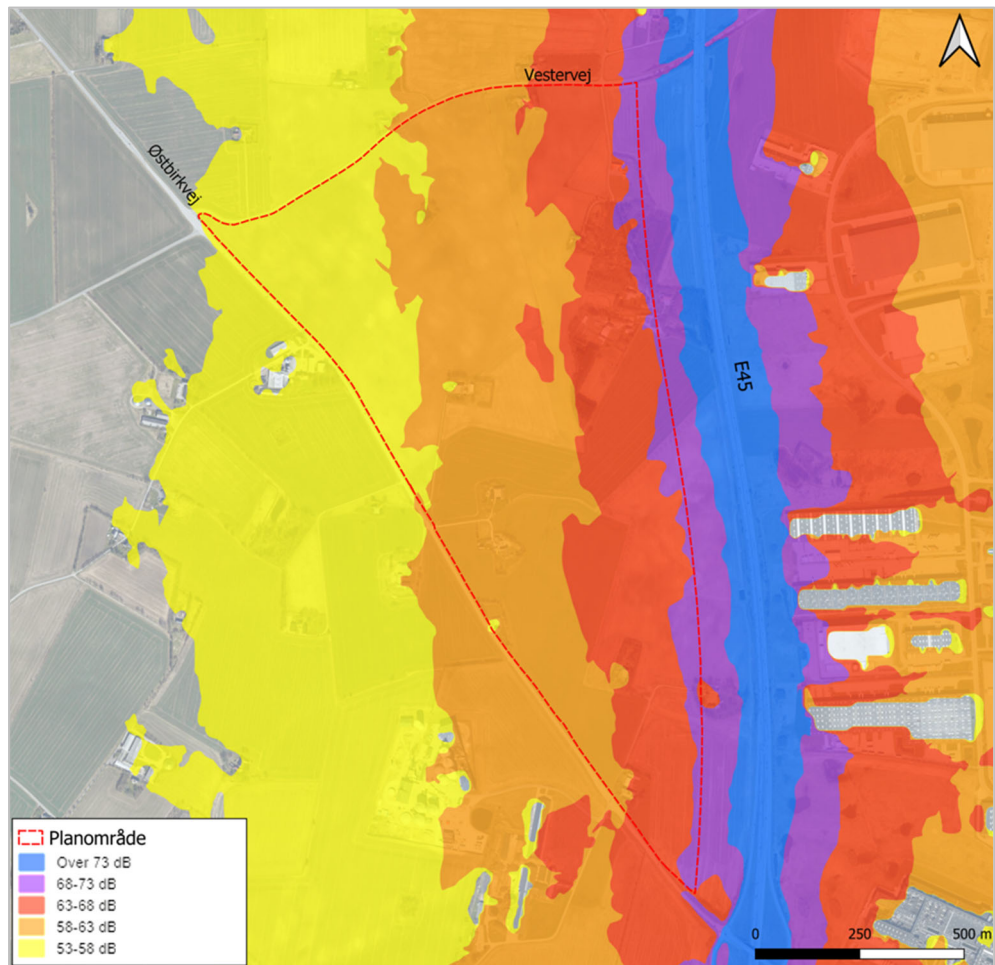 Vestervej
Østbirkvej
E45
Planområde
Over 73 dB
68-73 dB
63-68 dB
58-63 dB
53-58 dB
0 250 500 m